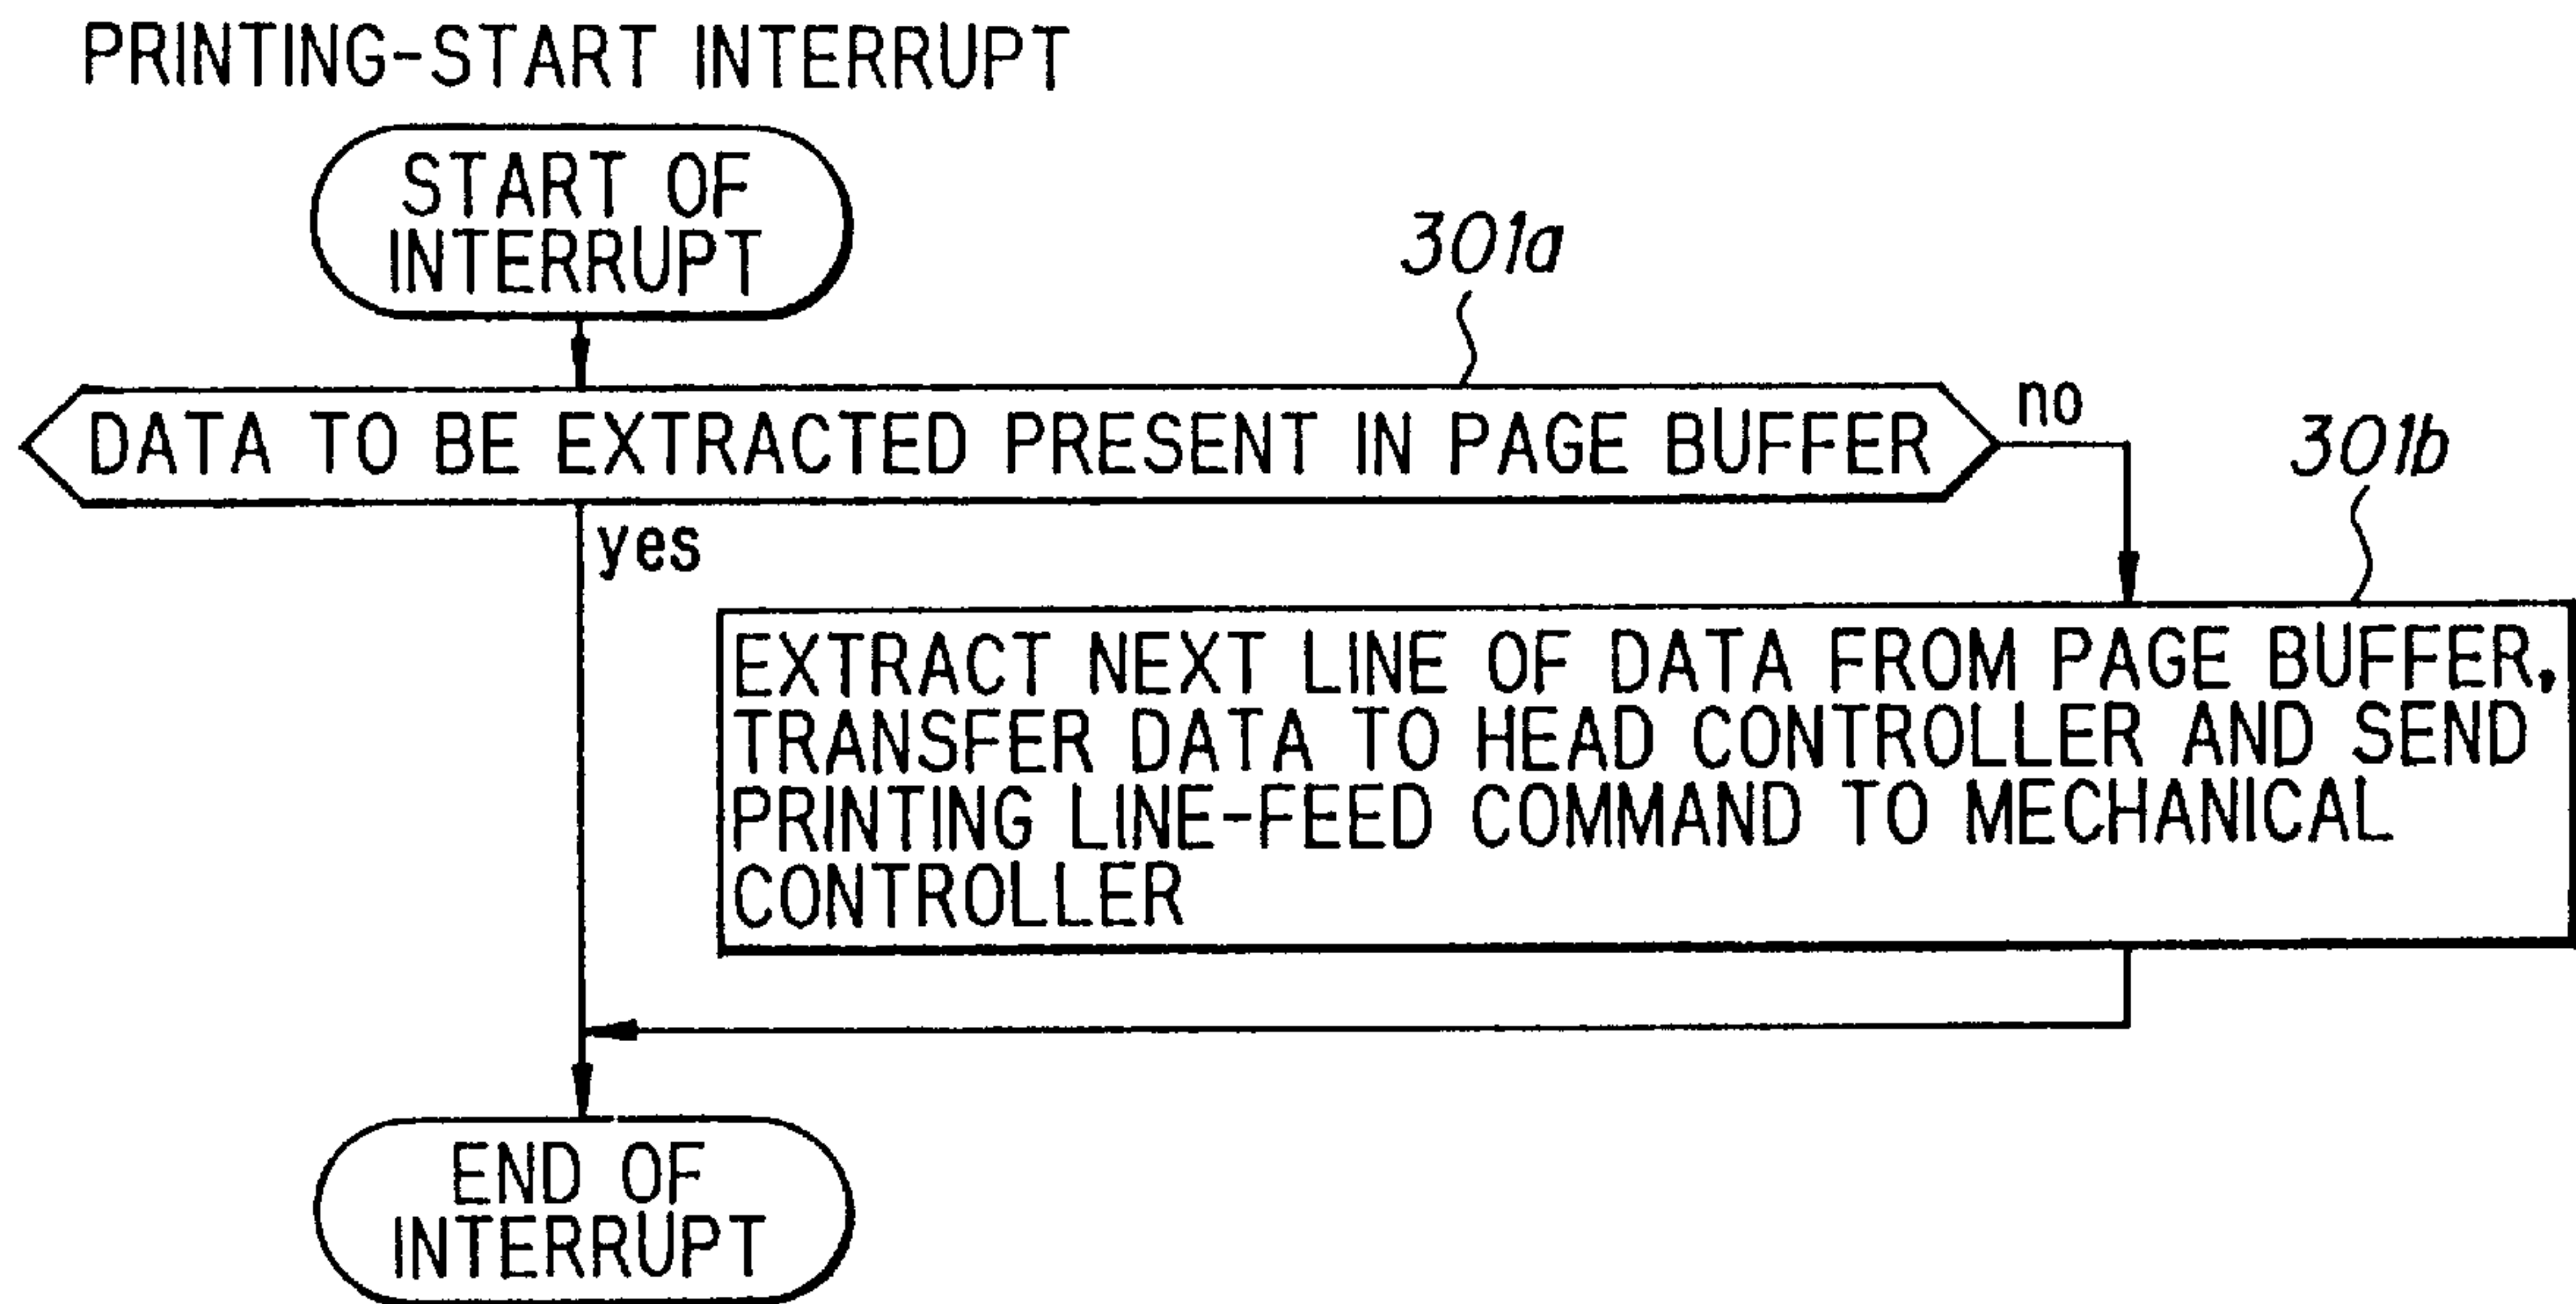 PRINTING-START INTERRUPT
START OF
INTERRUPT
301a
DATA TO BE EXTRACTED PRESENT IN PAGE BUFFER
no
301b
yes
EXTRACT NEXT LINE OF DATA FROM PAGE BUFFER,
TRANSFER DATA TO HEAD CONTROLLER AND SEND
PRINTING LINE-FEED COMMAND TO MECHANICAL
CONTROLLER
END OF
INTERRUPT